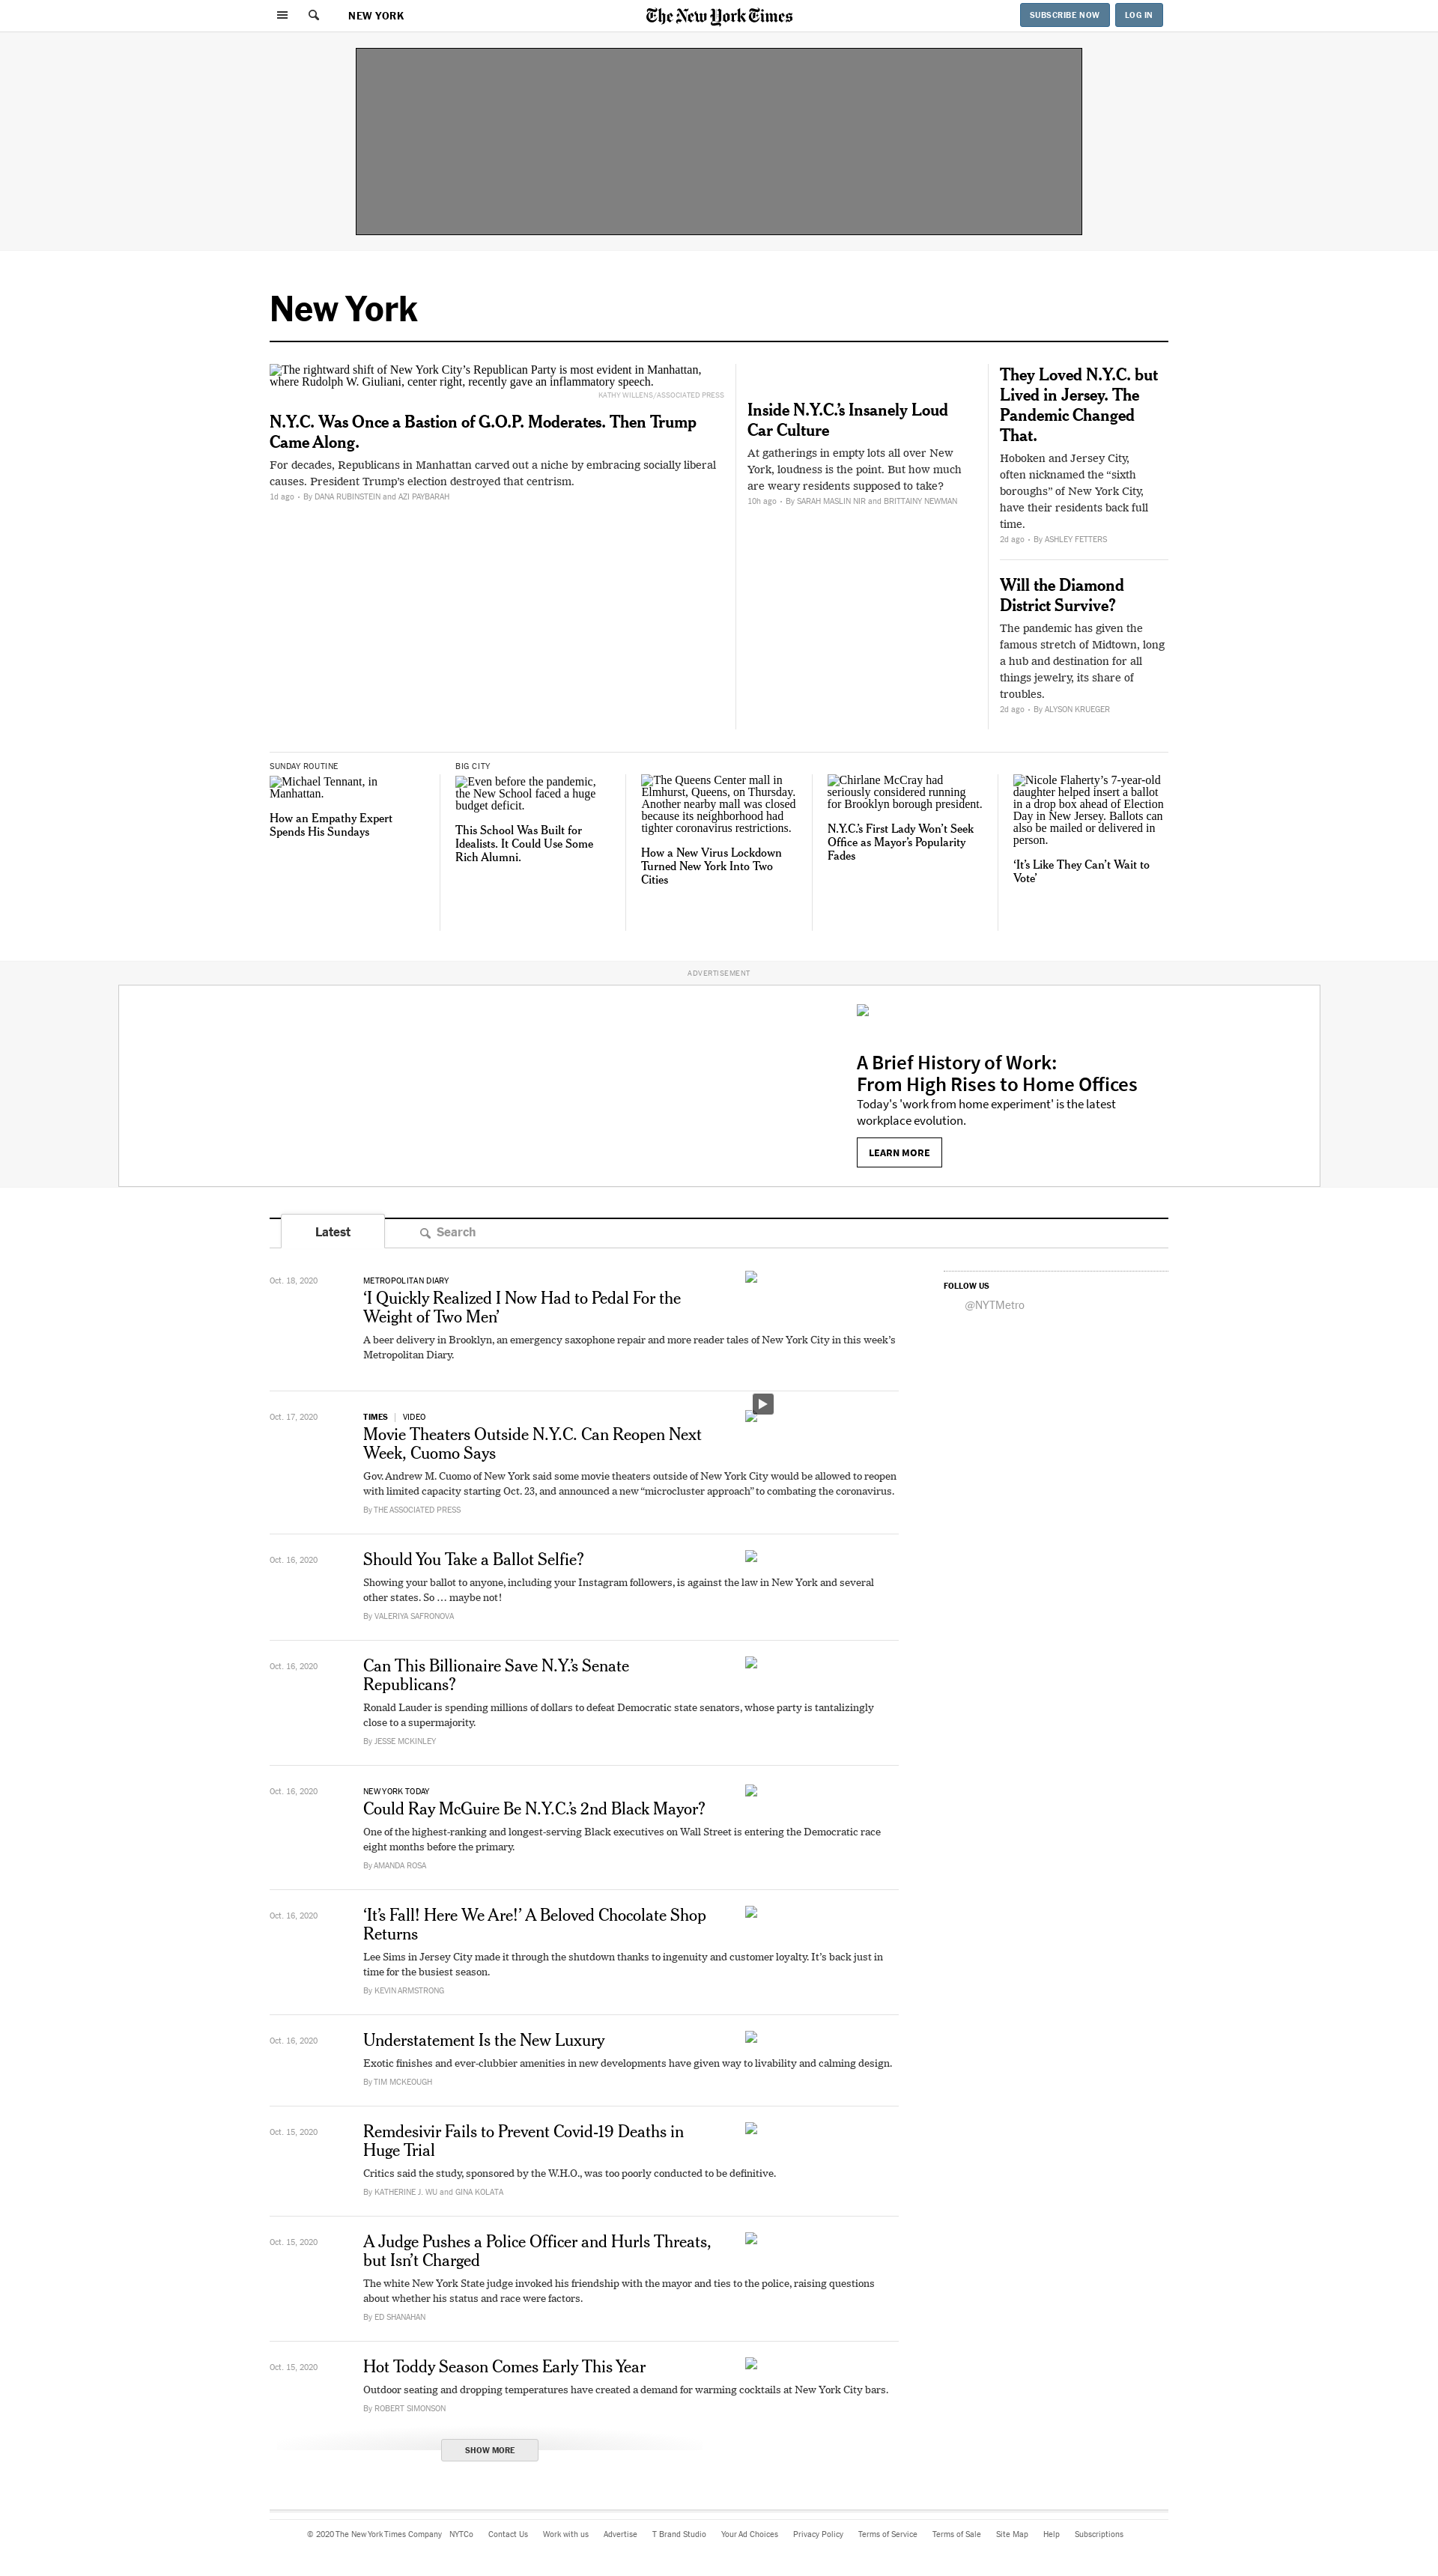 NEW YORK
The New York Times
SUBSCRIBE NOW
LOG IN
New York
The rightward shift of New York City’s Republican Party is most evident in Manhattan,
where Rudolph W. Giuliani, center right, recently gave an inflammatory speech.
KATHY WILLENS/ASSOCIATED PRESS
N.Y.C. Was Once a Bastion of G.O.P. Moderates. Then Trump
Came Along.
For decades, Republicans in Manhattan carved out a niche by embracing socially liberal
causes. President Trump’s election destroyed that centrism.
1d ago • By DANA RUBINSTEIN and AZI PAYBARAH
Inside N.Y.C.’s Insanely Loud
Car Culture
At gatherings in empty lots all over New
York, loudness is the point. But how much
are weary residents supposed to take?
10h ago • By SARAH MASLIN NIR and BRITTAINY NEWMAN
They Loved N.Y.C. but
Lived in Jersey. The
Pandemic Changed
That.
Hoboken and Jersey City,
often nicknamed the “sixth
boroughs” of New York City,
have their residents back full
time.
2d ago • By ASHLEY FETTERS
Will the Diamond
District Survive?
The pandemic has given the
famous stretch of Midtown, long
a hub and destination for all
things jewelry, its share of
troubles.
2d ago • By ALYSON KRUEGER
SUNDAY ROUTINE
Michael Tennant, in
Manhattan.
How an Empathy Expert
Spends His Sundays
BIG CITY
Even before the pandemic,
the New School faced a huge
budget deficit.
This School Was Built for
Idealists. It Could Use Some
Rich Alumni.
The Queens Center mall in
Elmhurst, Queens, on Thursday.
Another nearby mall was closed
because its neighborhood had
tighter coronavirus restrictions.
How a New Virus Lockdown
Turned New York Into Two
Cities
Chirlane McCray had
seriously considered running
for Brooklyn borough president.
N.Y.C.’s First Lady Won’t Seek
Office as Mayor’s Popularity
Fades
Nicole Flaherty’s 7-year-old
daughter helped insert a ballot
in a drop box ahead of Election
Day in New Jersey. Ballots can
also be mailed or delivered in
person.
‘It’s Like They Can’t Wait to
Vote’
ADVERTISEMENT
A Brief History of Work:
From High Rises to Home Offices
Today's 'work from home experiment' is the latest
workplace evolution.
LEARN MORE
Latest
Search
Oct. 18, 2020
METROPOLITAN DIARY
‘I Quickly Realized I Now Had to Pedal For the
Weight of Two Men’
A beer delivery in Brooklyn, an emergency saxophone repair and more reader tales of New York City in this week’s
Metropolitan Diary.
FOLLOW US
@NYTMetro
Oct. 17, 2020
TIMES | VIDEO
Movie Theaters Outside N.Y.C. Can Reopen Next
Week, Cuomo Says
Gov. Andrew M. Cuomo of New York said some movie theaters outside of New York City would be allowed to reopen
with limited capacity starting Oct. 23, and announced a new “microcluster approach” to combating the coronavirus.
By THE ASSOCIATED PRESS
Oct. 16, 2020
Should You Take a Ballot Selfie?
Showing your ballot to anyone, including your Instagram followers, is against the law in New York and several
other states. So … maybe not!
By VALERIYA SAFRONOVA
Oct. 16, 2020
Can This Billionaire Save N.Y.’s Senate
Republicans?
Ronald Lauder is spending millions of dollars to defeat Democratic state senators, whose party is tantalizingly
close to a supermajority.
By JESSE MCKINLEY
Oct. 16, 2020
NEW YORK TODAY
Could Ray McGuire Be N.Y.C.’s 2nd Black Mayor?
One of the highest-ranking and longest-serving Black executives on Wall Street is entering the Democratic race
eight months before the primary.
By AMANDA ROSA
Oct. 16, 2020
‘It’s Fall! Here We Are!’ A Beloved Chocolate Shop
Returns
Lee Sims in Jersey City made it through the shutdown thanks to ingenuity and customer loyalty. It’s back just in
time for the busiest season.
By KEVIN ARMSTRONG
Oct. 16, 2020
Understatement Is the New Luxury
Exotic finishes and ever-clubbier amenities in new developments have given way to livability and calming design.
By TIM MCKEOUGH
Oct. 15, 2020
Remdesivir Fails to Prevent Covid-19 Deaths in
Huge Trial
Critics said the study, sponsored by the W.H.O., was too poorly conducted to be definitive.
By KATHERINE J. WU and GINA KOLATA
Oct. 15, 2020
A Judge Pushes a Police Officer and Hurls Threats,
but Isn’t Charged
The white New York State judge invoked his friendship with the mayor and ties to the police, raising questions
about whether his status and race were factors.
By ED SHANAHAN
Oct. 15, 2020
Hot Toddy Season Comes Early This Year
Outdoor seating and dropping temperatures have created a demand for warming cocktails at New York City bars.
By ROBERT SIMONSON
SHOW MORE
© 2020 The New York Times Company NYTCo Contact Us Work with us Advertise T Brand Studio Your Ad Choices Privacy Policy Terms of Service Terms of Sale Site Map Help Subscriptions